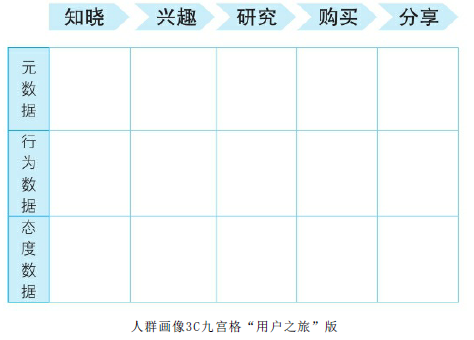 知晓 兴趣 研究 购买 分享
元数据
行为数据
态度数据
人群画像3C九宫格“用户之旅”版